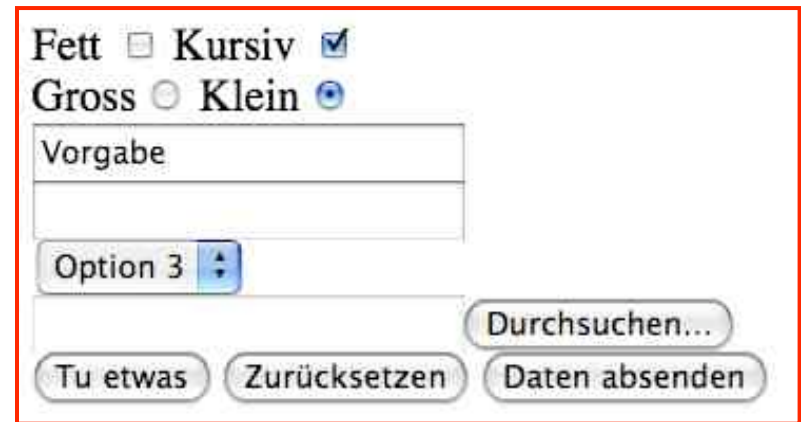 Fett Kursiv
Gross Klein
Vorgabe
Option 3
Durchsuchen...
Tu etwas Zurücksetzen Daten absenden